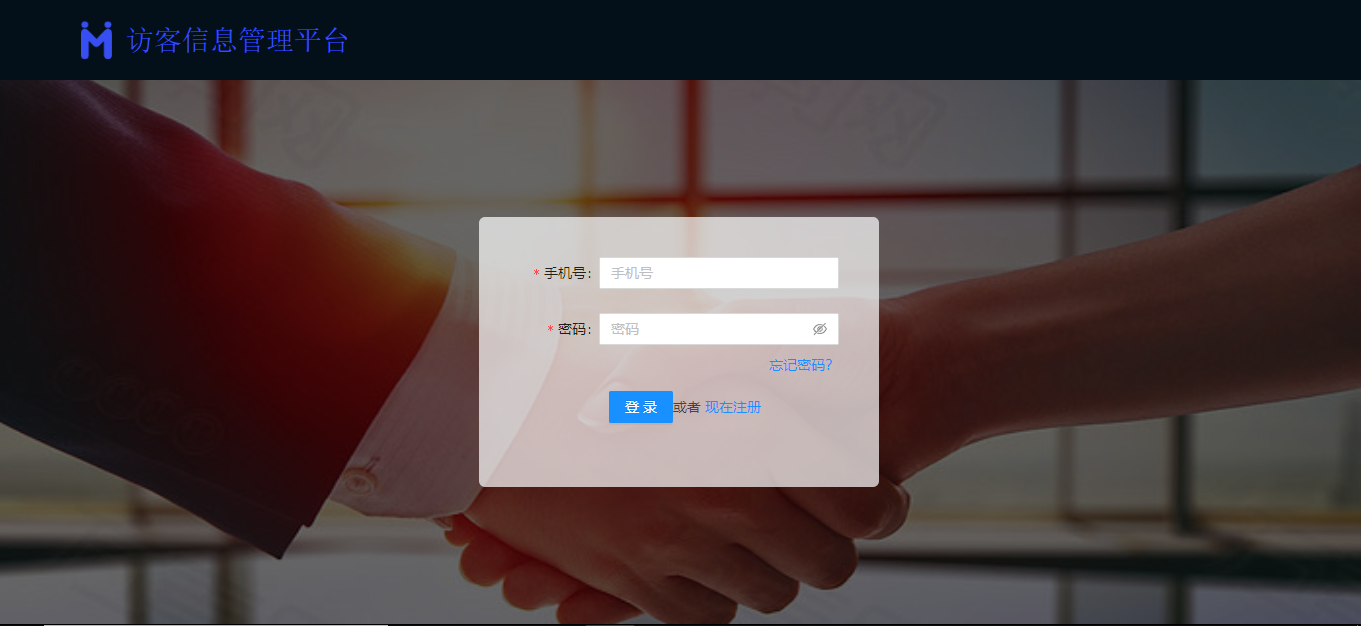 访客信息管理平台
* 手机号: 手机号
* 密码: 密码
忘记密码?
登 录 或者 现在注册